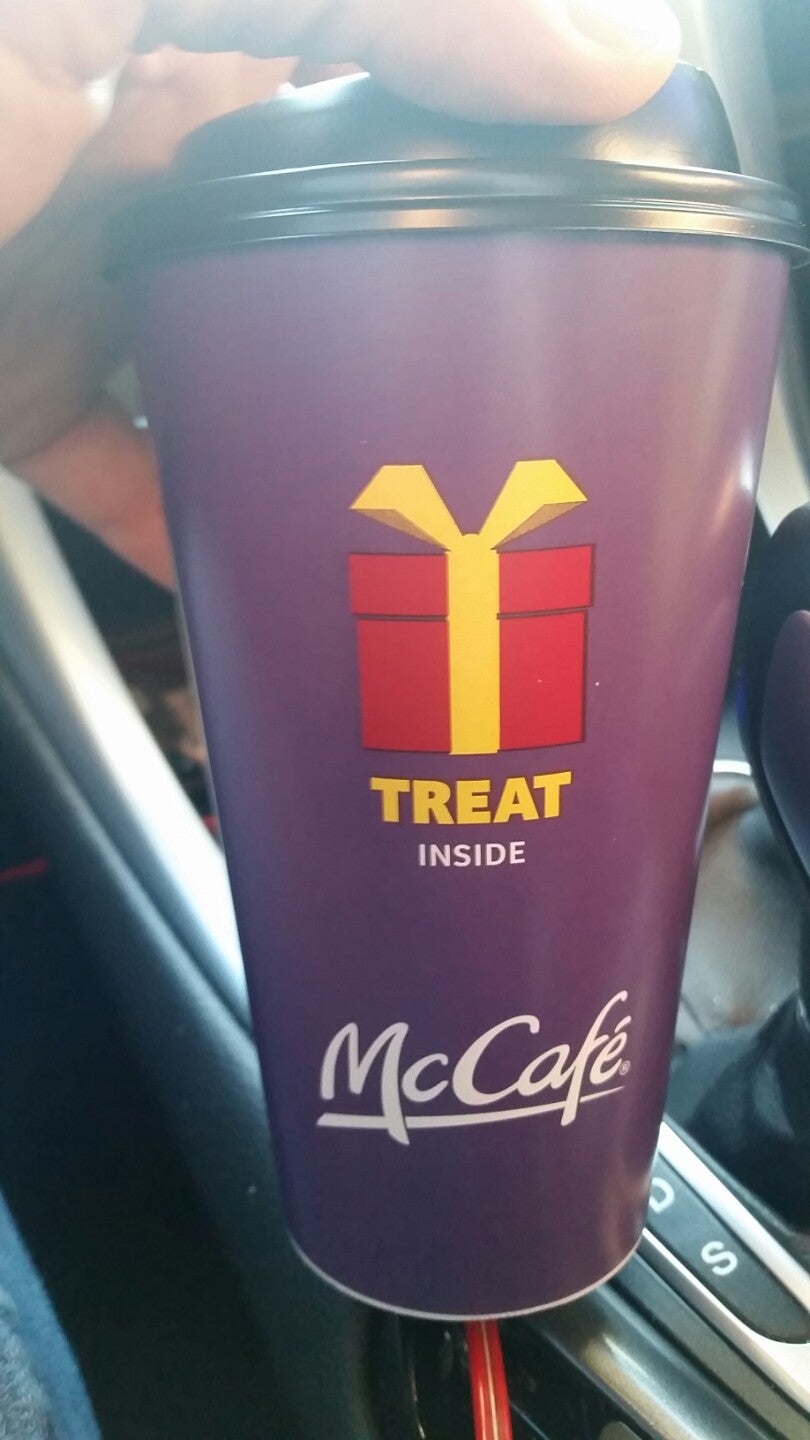 TREAT
INSIDE
McCafé®
D
S